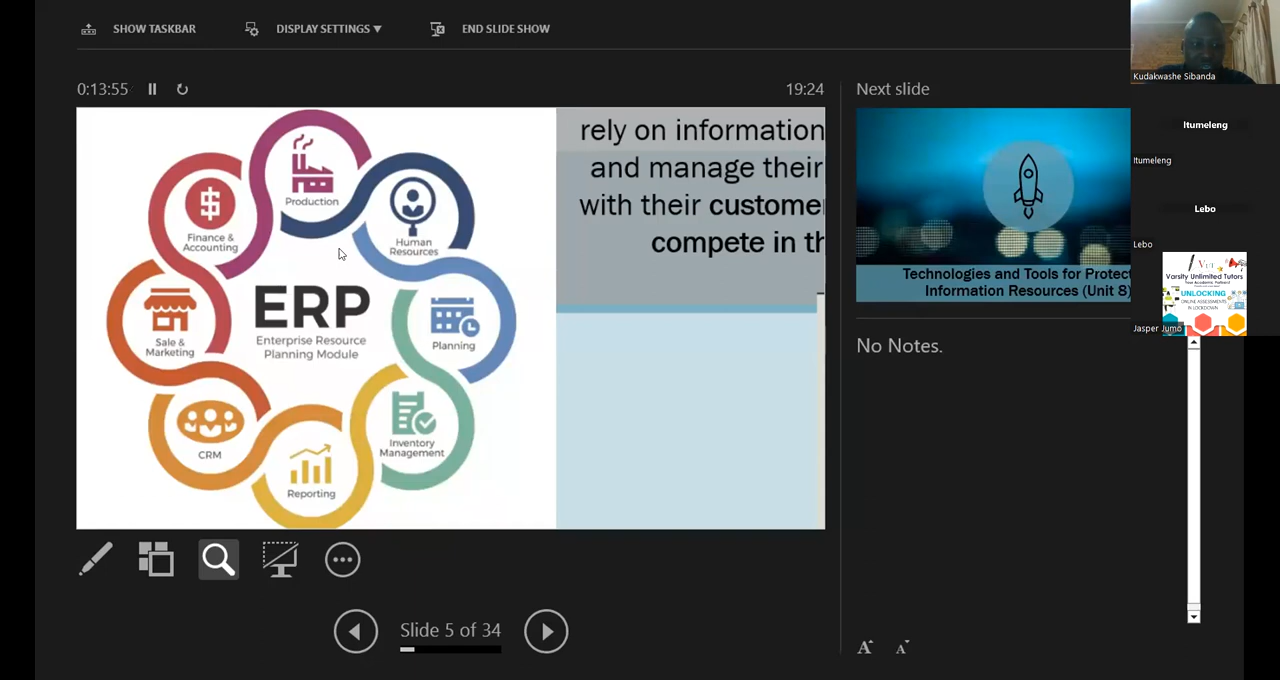 SHOW TASKBAR
DISPLAY SETTINGS ▼
END SLIDE SHOW
0:13:55
19:24
Production
Human
Resources
Finance &
Accounting
ERP
Enterprise Resource
Planning Module
Planning
Sale &
Marketing
Inventory
Management
CRM
Reporting
rely on information
and manage their
with their custome
compete in th
Next slide
Technologies and Tools for Protect
Information Resources (Unit 8)
No Notes.
Slide 5 of 34
A A
Kudakwashe Sibanda
Itumeleng
Itumeleng
Lebo
Lebo
Varsity Unlimited Tutors
UNLOCKING
ONLINE ASSESSMENTS
IN LOCKDOWN
Jasper Jumo